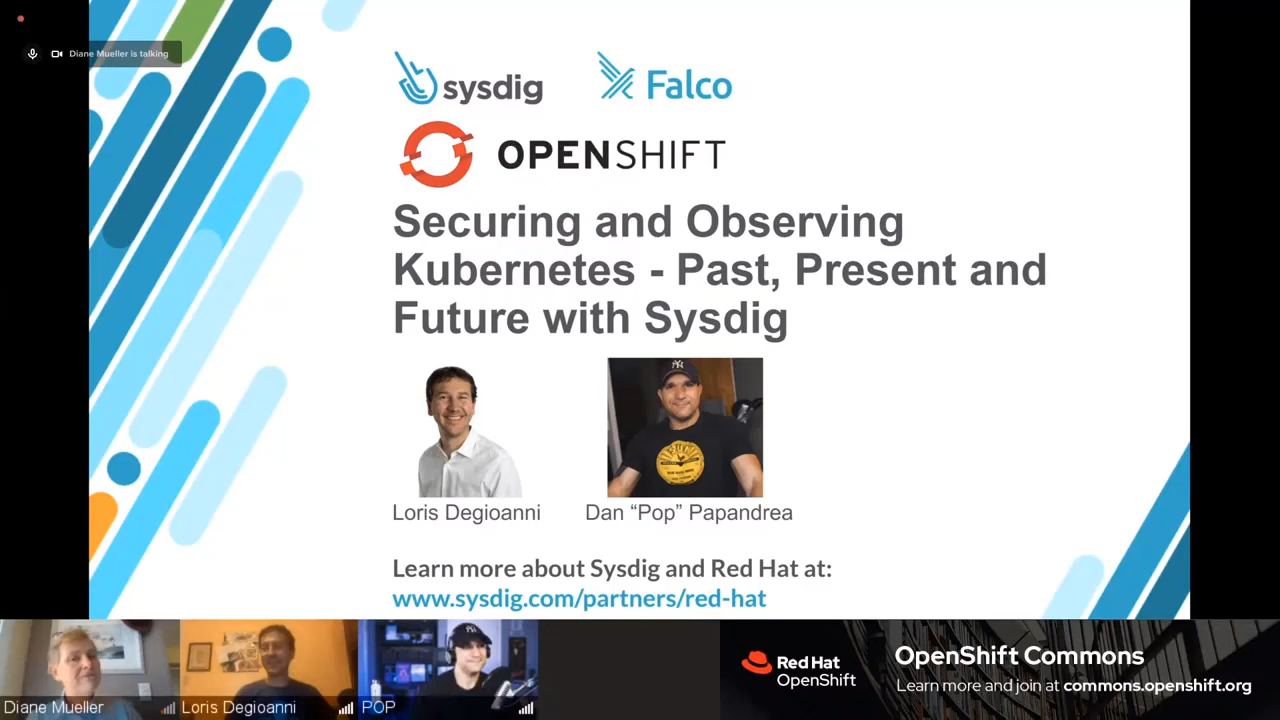 Diane Mueller is talking
sysdig
Falco
OPENSHIFT
Securing and Observing
Kubernetes - Past, Present and
Future with Sysdig
Loris Degioanni
Dan “Pop” Papandrea
Learn more about Sysdig and Red Hat at:
www.sysdig.com/partners/red-hat
Diane Mueller
Loris Degioanni
POP
Red Hat
OpenShift
OpenShift Commons
Learn more and join at commons.openshift.org